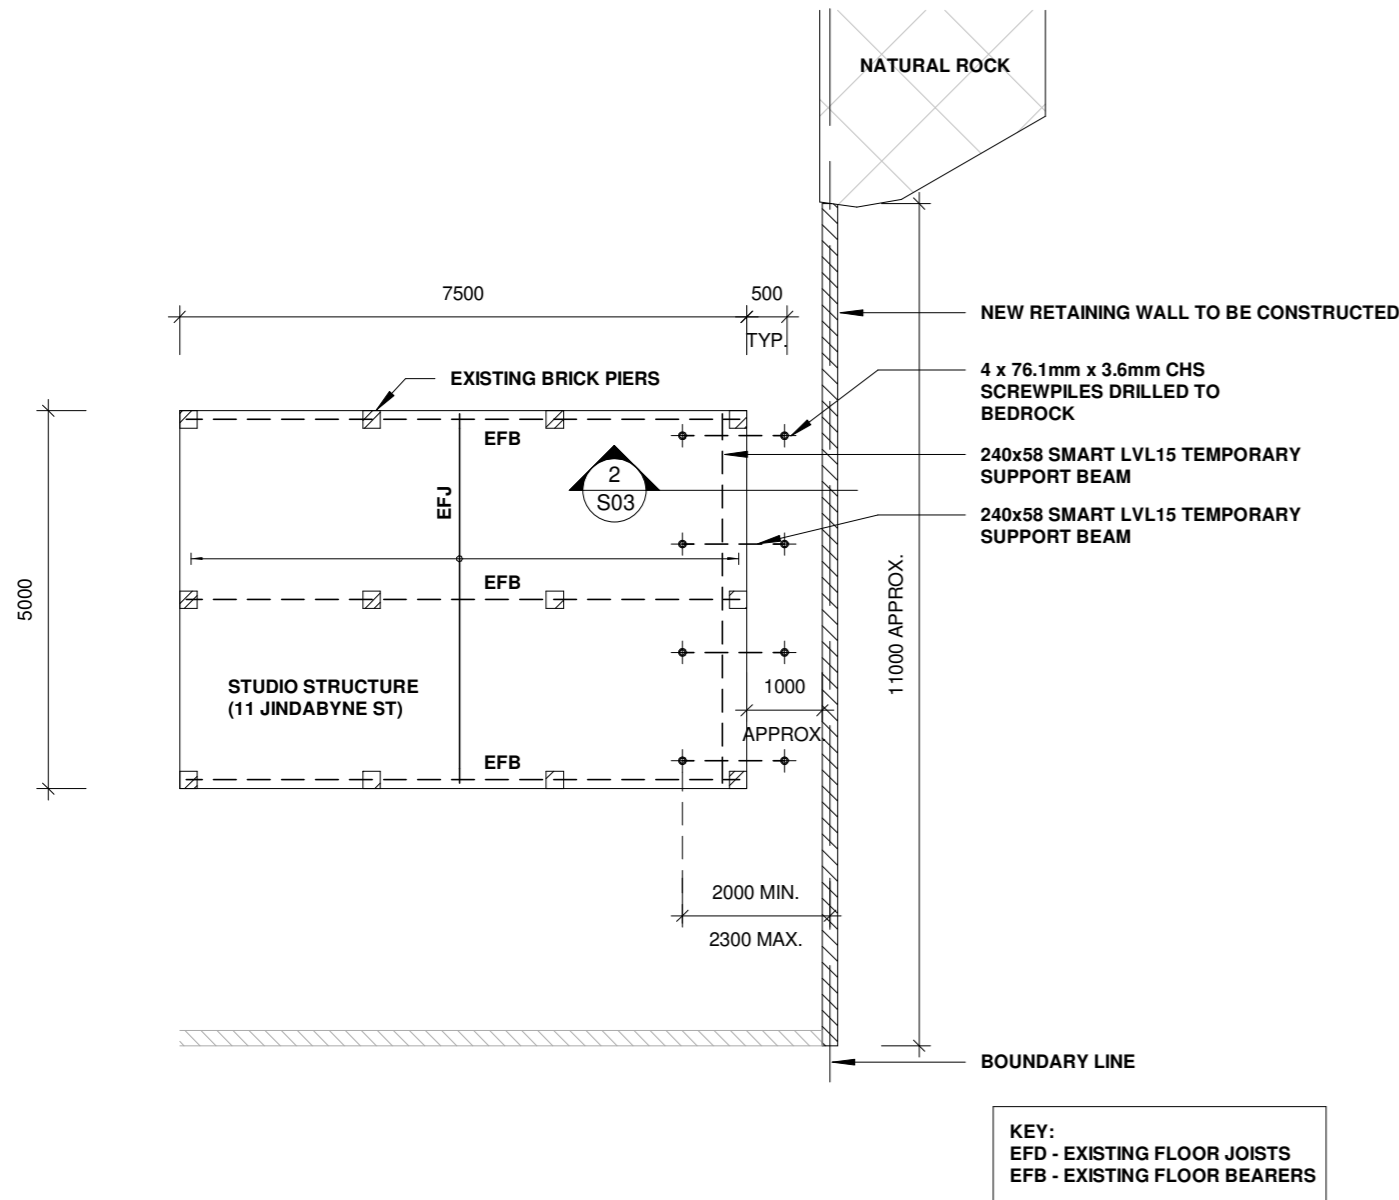 NATURAL ROCK
7500
500
TYP.
NEW RETAINING WALL TO BE CONSTRUCTED
EXISTING BRICK PIERS
4 x 76.1mm x 3.6mm CHS
SCREWPILES DRILLED TO
BEDROCK
EFB
240x58 SMART LVL15 TEMPORARY
SUPPORT BEAM
2
S03
EFJ
240x58 SMART LVL15 TEMPORARY
SUPPORT BEAM
5000
EFB
11000 APPROX.
STUDIO STRUCTURE
(11 JINDABYNE ST)
1000
APPROX.
EFB
2000 MIN.
2300 MAX.
BOUNDARY LINE
KEY:
EFD - EXISTING FLOOR JOISTS
EFB - EXISTING FLOOR BEARERS